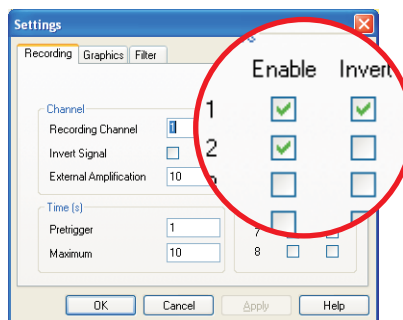 Settings
Recording Graphics Filter
Enable Invert
Channel
Recording Channel 1
Invert Signal
External Amplification 10
1
2
Time (s)
Pretrigger 1
Maximum 10
7
8
OK Cancel Apply Help